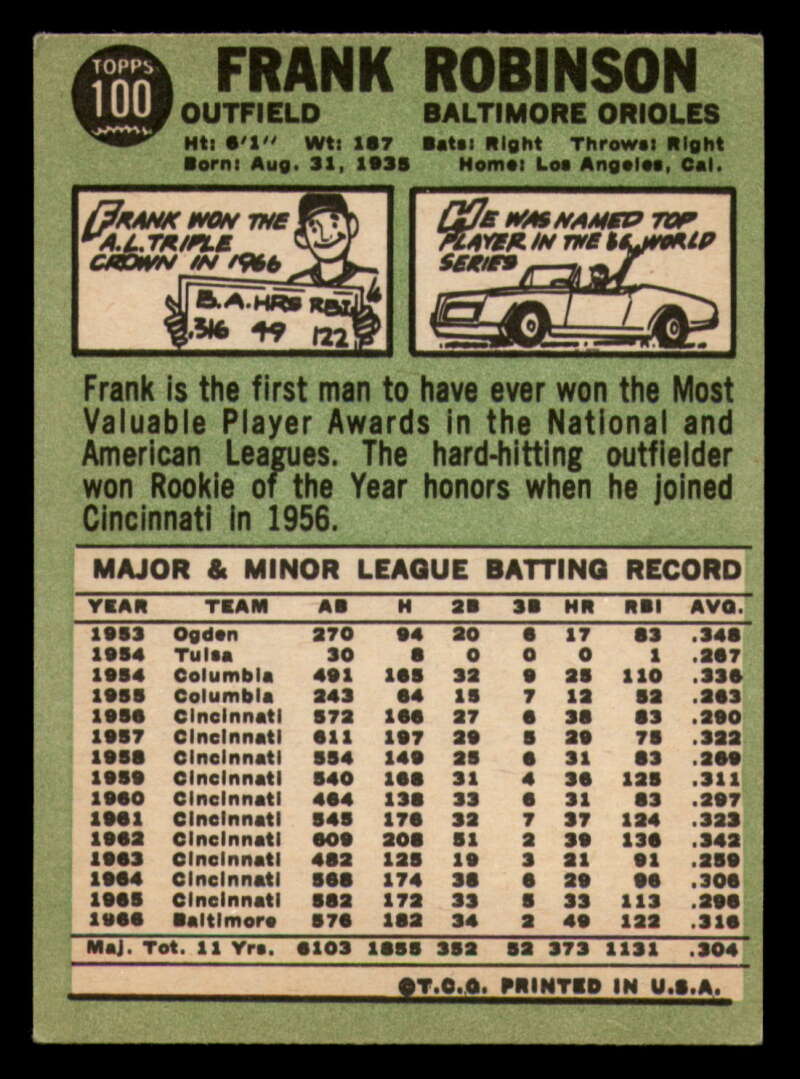 TOPPS
100
FRANK ROBINSON
OUTFIELD BALTIMORE ORIOLES
Ht: 6'1" Wt: 187 Bats: Right Throws: Right
Born: Aug. 31, 1935 Home: Los Angeles, Cal.
FRANK WON THE
A.L. TRIPLE
CROWN IN 1966
B.A. HRS RBI
.316 49 122
HE WAS NAMED TOP
PLAYER IN THE 66 WORLD
SERIES
Frank is the first man to have ever won the Most
Valuable Player Awards in the National and
American Leagues. The hard-hitting outfielder
won Rookie of the Year honors when he joined
Cincinnati in 1956.
MAJOR & MINOR LEAGUE BATTING RECORD
YEAR TEAM AB H 2B 3B HR RBI AVG.
1953 Ogden 270 94 20 6 17 83 .348
1954 Tulsa 30 8 0 0 0 1 .267
1954 Columbia 491 165 32 9 25 110 .336
1955 Columbia 243 64 15 7 12 52 .263
1956 Cincinnati 572 166 27 6 38 83 .290
1957 Cincinnati 611 197 29 5 29 75 .322
1958 Cincinnati 554 149 25 6 31 83 .269
1959 Cincinnati 540 168 31 4 36 125 .311
1960 Cincinnati 464 138 33 6 31 83 .297
1961 Cincinnati 545 176 32 7 37 124 .323
1962 Cincinnati 609 208 51 2 39 136 .342
1963 Cincinnati 482 125 19 3 21 91 .259
1964 Cincinnati 568 174 38 6 29 96 .306
1965 Cincinnati 582 172 33 5 33 113 .296
1966 Baltimore 576 182 34 2 49 122 .316
Maj. Tot. 11 Yrs. 6103 1855 352 52 373 1131 .304
©T.C.G. PRINTED IN U.S.A.